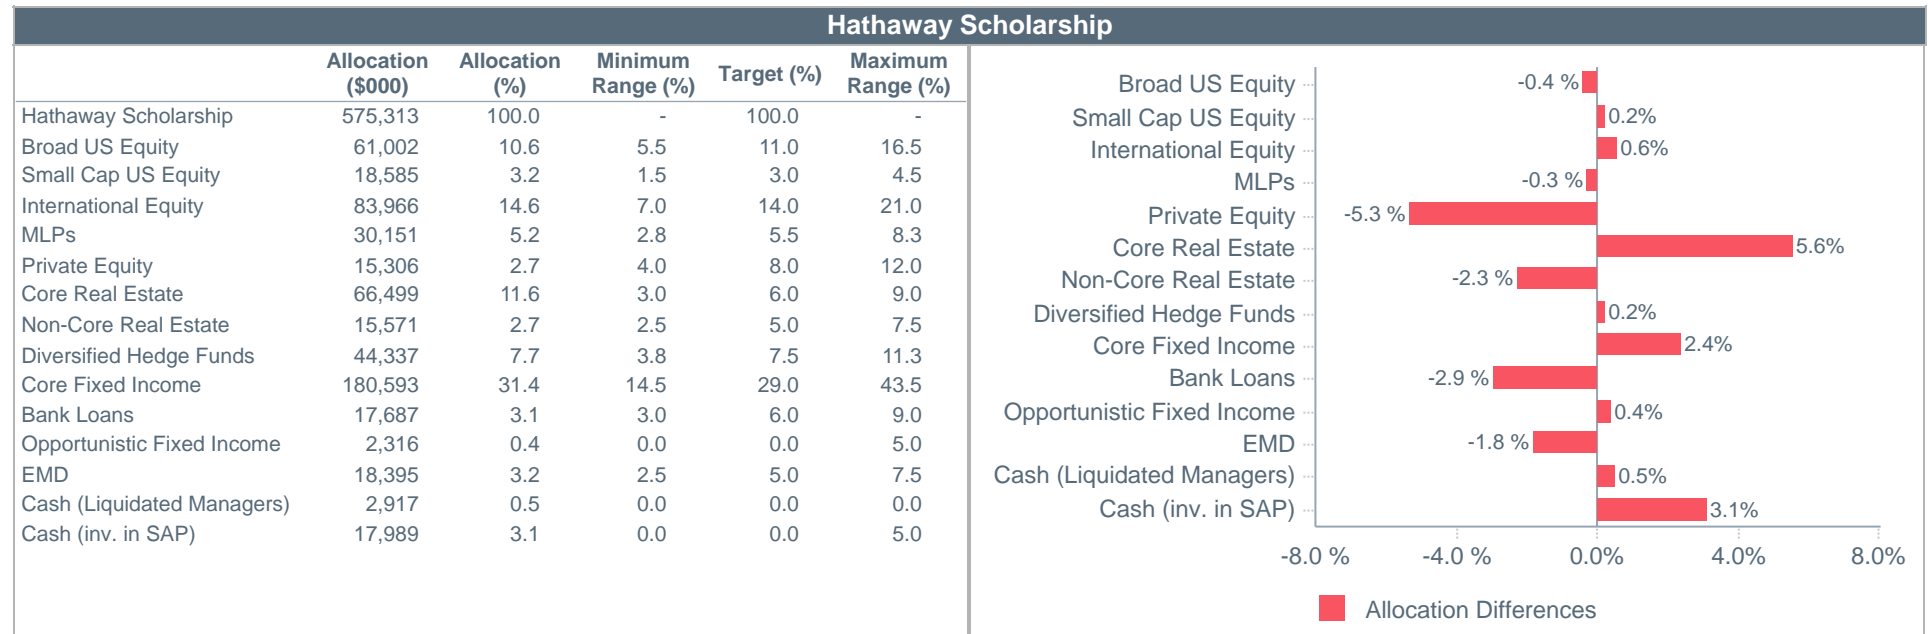 Hathaway Scholarship
Allocation ($000) Allocation (%) Minimum Range (%) Target (%) Maximum Range (%)
Hathaway Scholarship 575,313 100.0 - 100.0 -
Broad US Equity 61,002 10.6 5.5 11.0 16.5
Small Cap US Equity 18,585 3.2 1.5 3.0 4.5
International Equity 83,966 14.6 7.0 14.0 21.0
MLPs 30,151 5.2 2.8 5.5 8.3
Private Equity 15,306 2.7 4.0 8.0 12.0
Core Real Estate 66,499 11.6 3.0 6.0 9.0
Non-Core Real Estate 15,571 2.7 2.5 5.0 7.5
Diversified Hedge Funds 44,337 7.7 3.8 7.5 11.3
Core Fixed Income 180,593 31.4 14.5 29.0 43.5
Bank Loans 17,687 3.1 3.0 6.0 9.0
Opportunistic Fixed Income 2,316 0.4 0.0 0.0 5.0
EMD 18,395 3.2 2.5 5.0 7.5
Cash (Liquidated Managers) 2,917 0.5 0.0 0.0 0.0
Cash (inv. in SAP) 17,989 3.1 0.0 0.0 5.0
Broad US Equity -0.4 %
Small Cap US Equity 0.2%
International Equity 0.6%
MLPs -0.3 %
Private Equity -5.3 %
Core Real Estate 5.6%
Non-Core Real Estate -2.3 %
Diversified Hedge Funds 0.2%
Core Fixed Income 2.4%
Bank Loans -2.9 %
Opportunistic Fixed Income 0.4%
EMD -1.8 %
Cash (Liquidated Managers) 0.5%
Cash (inv. in SAP) 3.1%
-8.0 % -4.0 % 0.0% 4.0% 8.0%
Allocation Differences